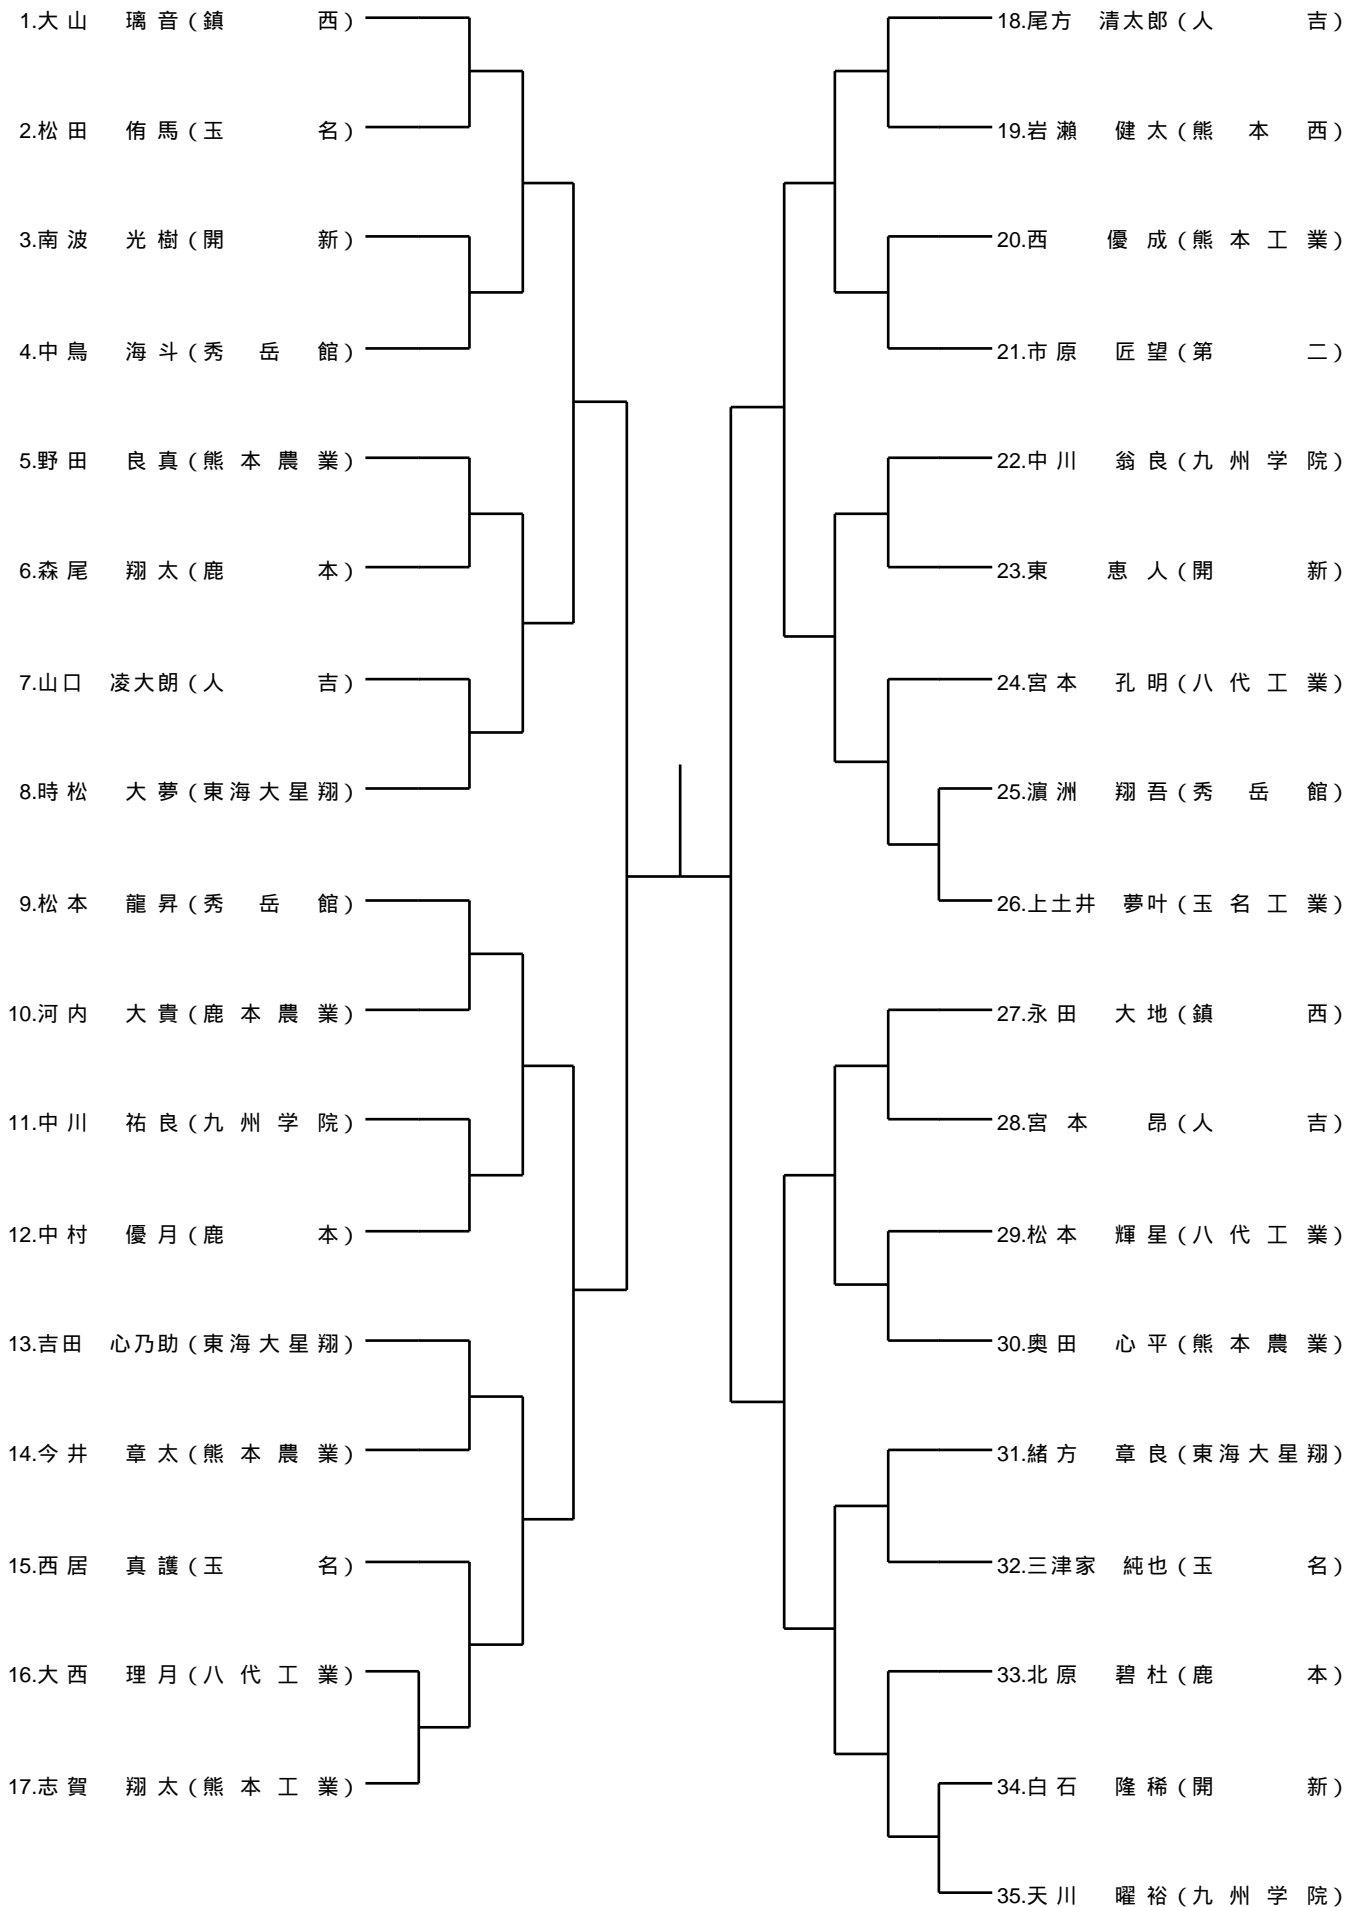 1.大山 璃音(鎮 西)
2.松田 侑馬(玉 名)
3.南波 光樹(開 新)
4.中鳥 海斗(秀 岳 館)
5.野田 良真(熊本農業)
6.森尾 翔太(鹿 本)
7.山口 凌大朗(人 吉)
8.時松 大夢(東海大星翔)
9.松本 龍昇(秀 岳 館)
10.河内 大貴(鹿本農業)
11.中川 祐良(九州学院)
12.中村 優月(鹿 本)
13.吉田 心乃助(東海大星翔)
14.今井 章太(熊本農業)
15.西居 真護(玉 名)
16.大西 理月(八代工業)
17.志賀 翔太(熊本工業)
18.尾方 清太郎(人 吉)
19.岩瀬 健太(熊 本 西)
20.西 優成(熊本工業)
21.市原 匠望(第 二)
22.中川 翁良(九州学院)
23.東 恵人(開 新)
24.宮本 孔明(八代工業)
25.濵洲 翔吾(秀 岳 館)
26.上土井 夢叶(玉名工業)
27.永田 大地(鎮 西)
28.宮本 昂(人 吉)
29.松本 輝星(八代工業)
30.奥田 心平(熊本農業)
31.緒方 章良(東海大星翔)
32.三津家 純也(玉 名)
33.北原 碧杜(鹿 本)
34.白石 隆稀(開 新)
35.天川 曜裕(九州学院)